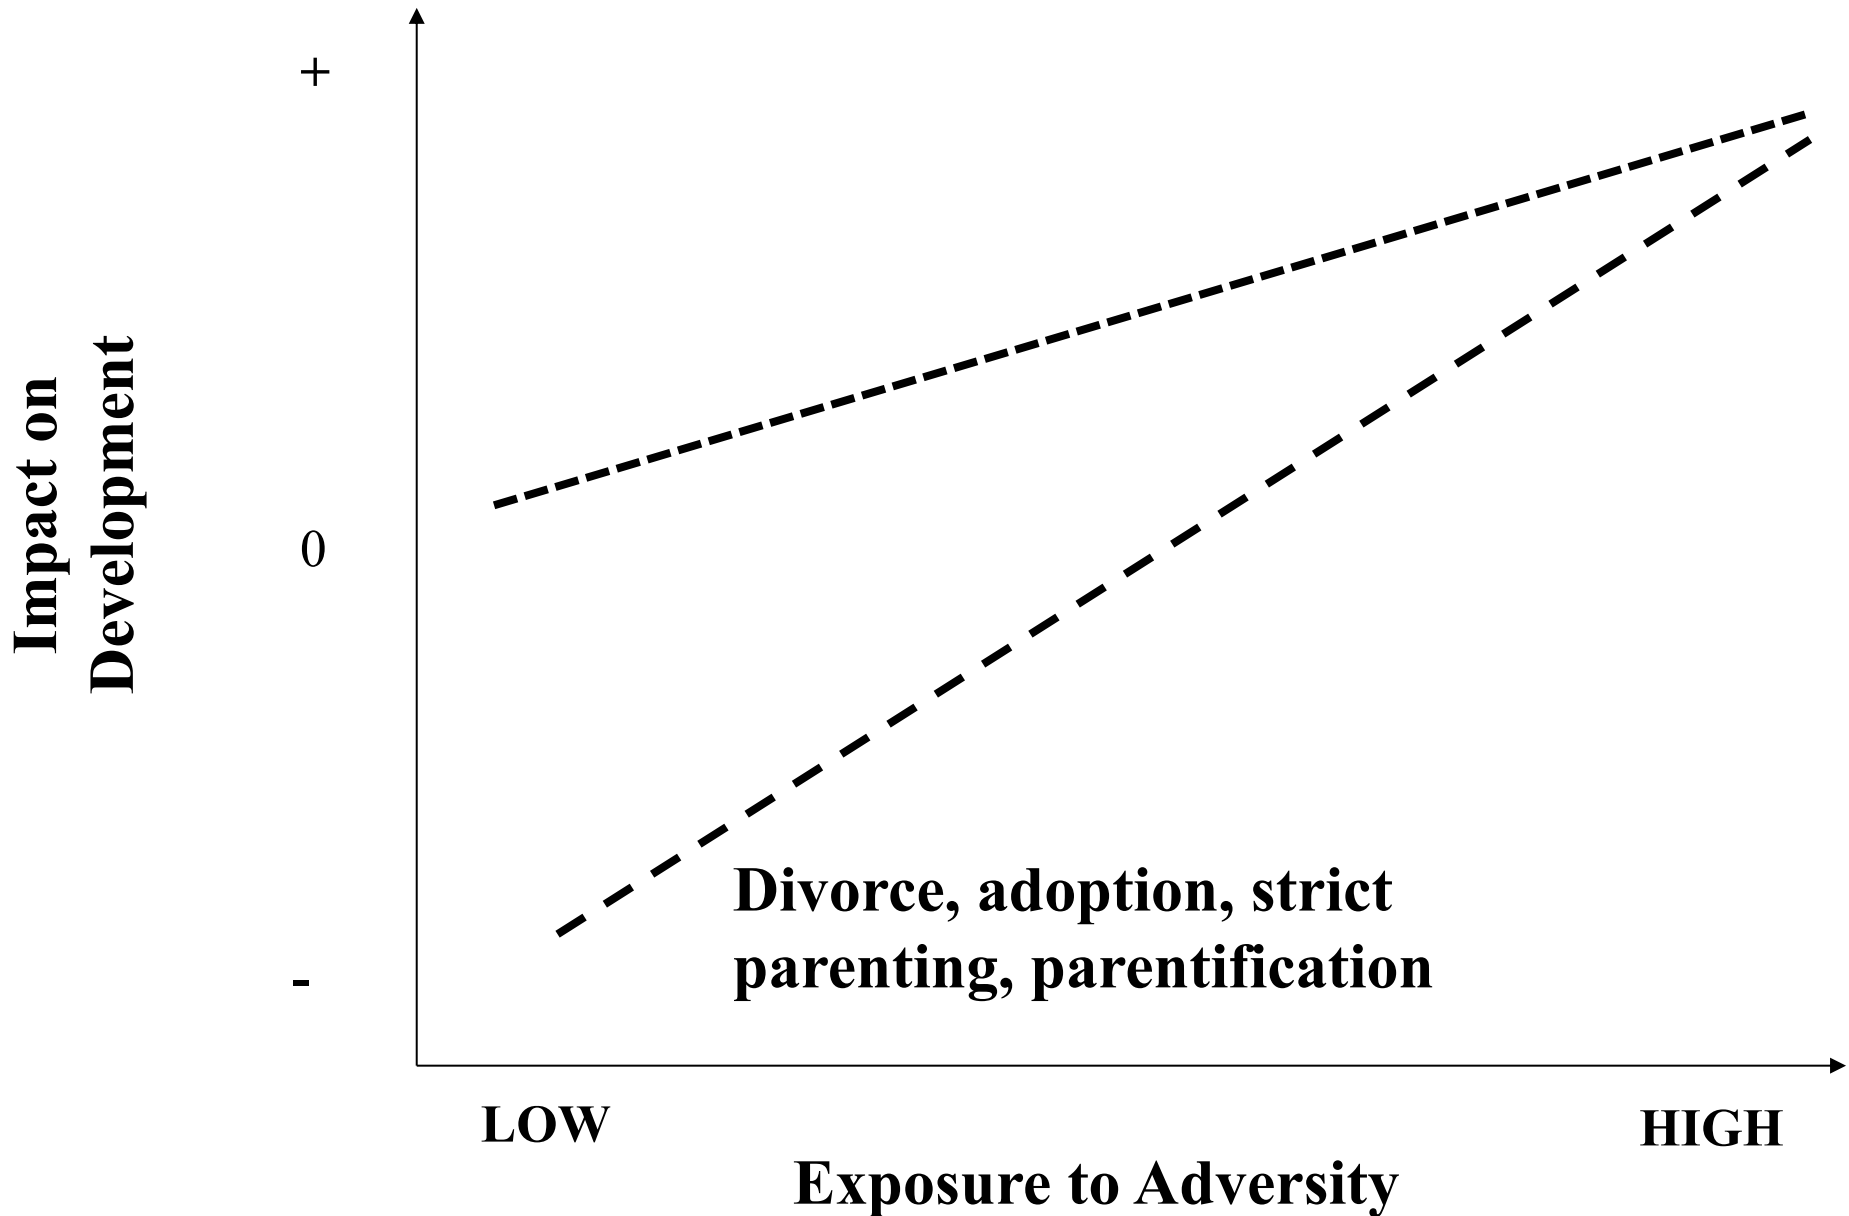 +
Impact on
Development
0
Divorce, adoption, strict
parenting, parentification
-
LOW
HIGH
Exposure to Adversity